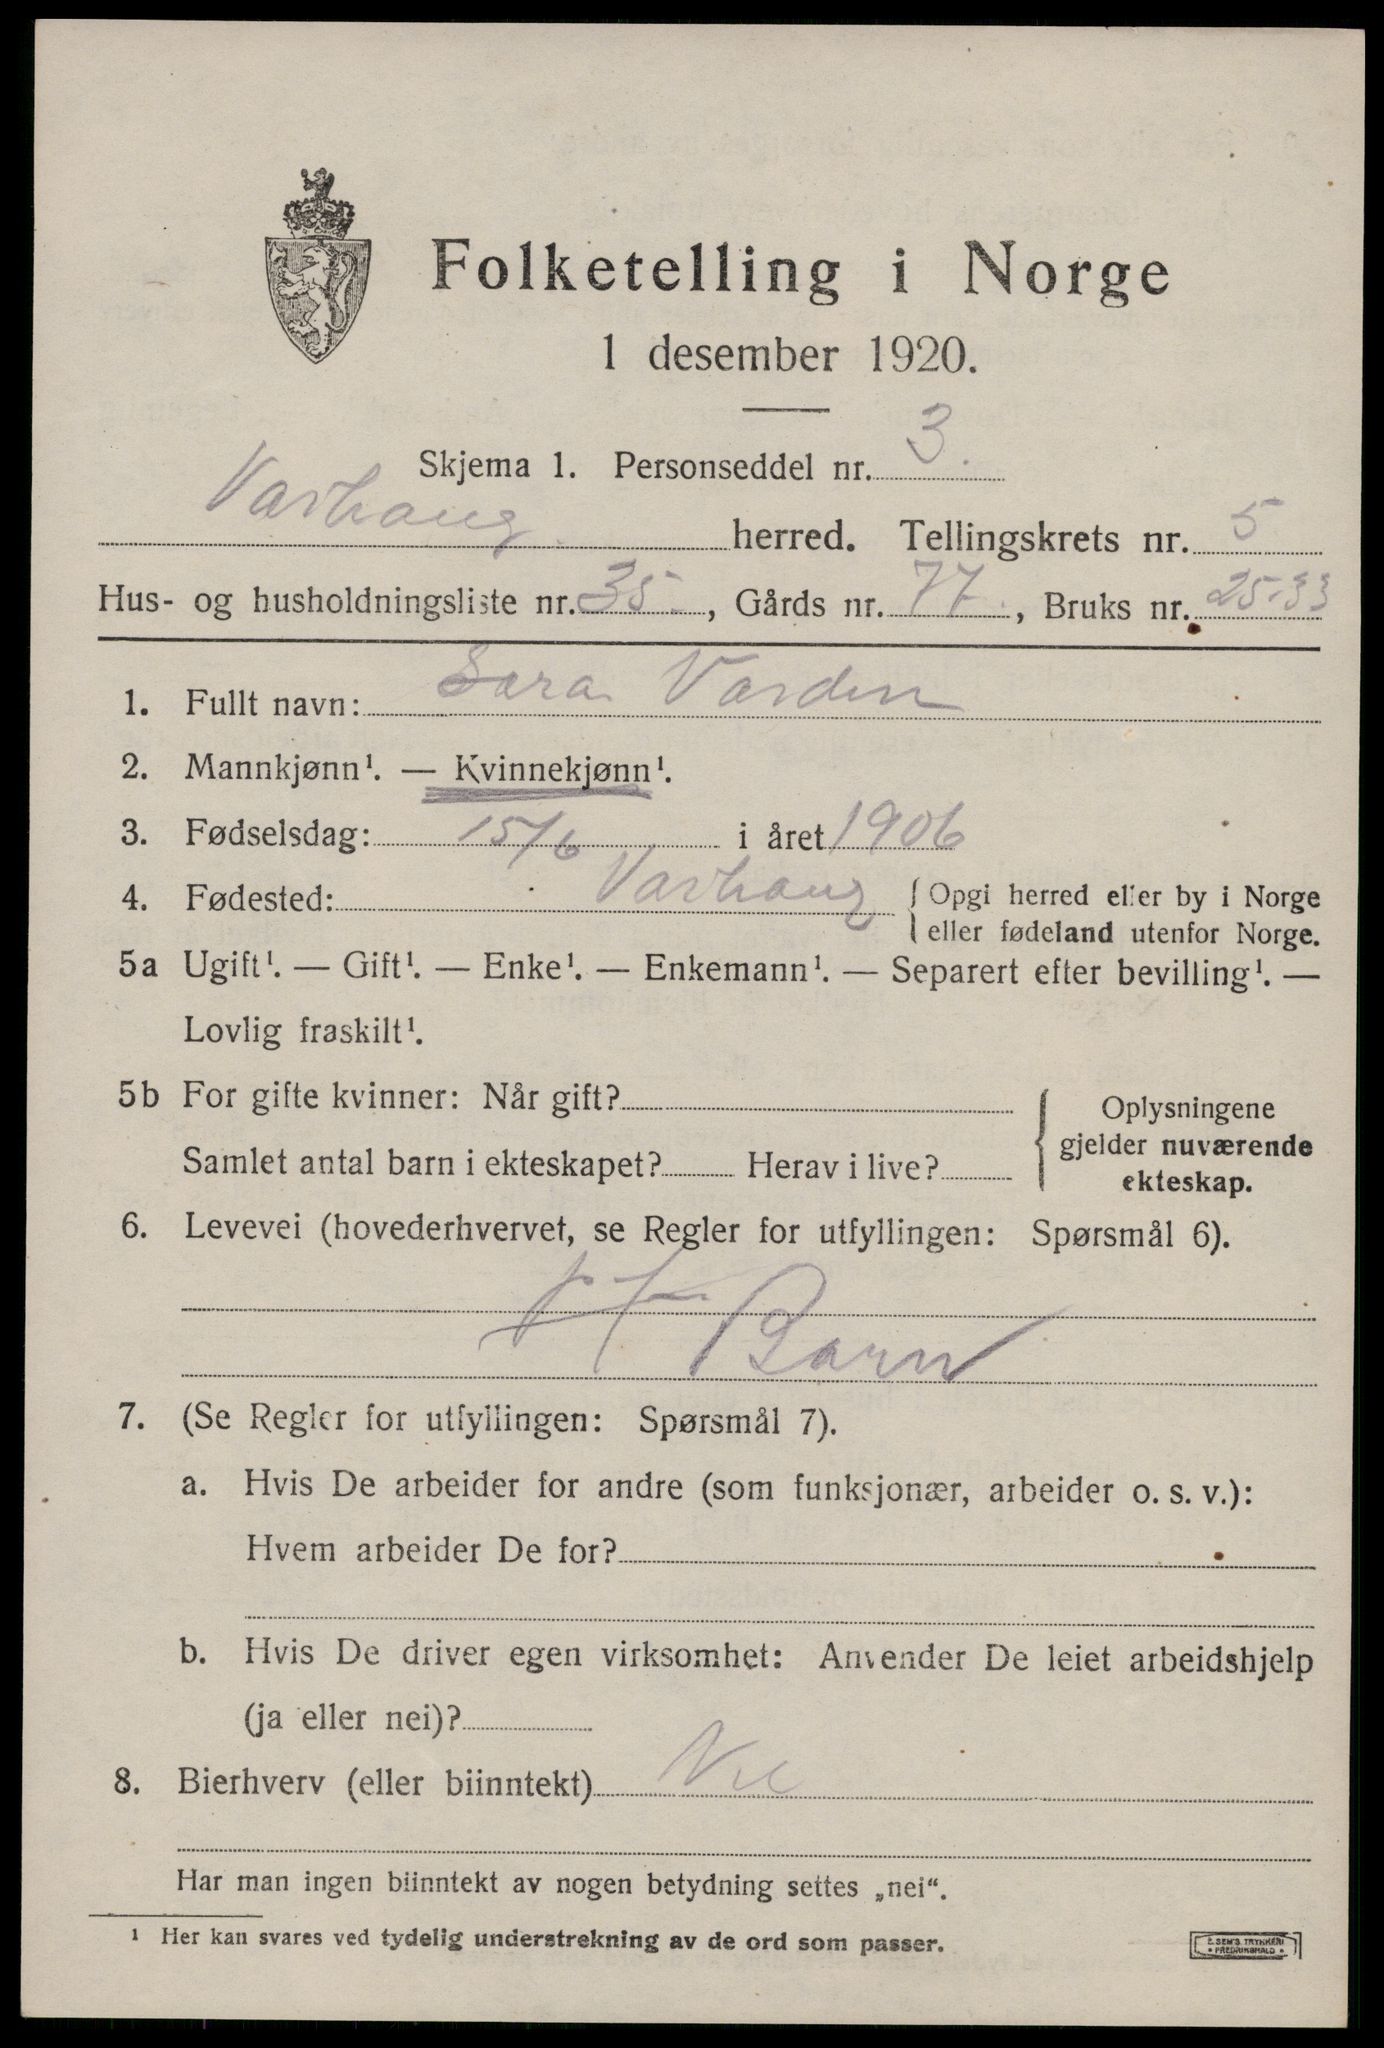 Folketelling i Norge
1 desember 1920.
Skjema 1. Personseddel nr. 3.
Varhaug herred. Tellingskrets nr. 5
Hus- og husholdningsliste nr. 35., Gårds nr. 77., Bruks nr. 25-33
1. Fullt navn: Sara Varden
2. Mannkjønn¹. — Kvinnekjønn¹.
3. Fødselsdag: 15/6 i året 1906
4. Fødested: Varhaug { Opgi herred eller by i Norge
eller fødeland utenfor Norge.
5a Ugift¹. — Gift¹. — Enke¹. — Enkemann¹. — Separert efter bevilling¹. —
Lovlig fraskilt¹.
5b For gifte kvinner: Når gift? { Oplysningene
gjelder nuværende
ekteskap.
Samlet antal barn i ekteskapet? Herav i live?
6. Levevei (hovederhvervet, se Regler for utfyllingen: Spørsmål 6).
Barn
7. (Se Regler for utfyllingen: Spørsmål 7).
a. Hvis De arbeider for andre (som funksjonær, arbeider o. s. v.):
Hvem arbeider De for?
b. Hvis De driver egen virksomhet: Anvender De leiet arbeidshjelp
(ja eller nei)?
8. Bierhverv (eller biinntekt) Nei
Har man ingen biinntekt av nogen betydning settes „nei“.
¹ Her kan svares ved tydelig understrekning av de ord som passer.
E. SEM'S TRYKKERI
• FREDRIKSHALD •